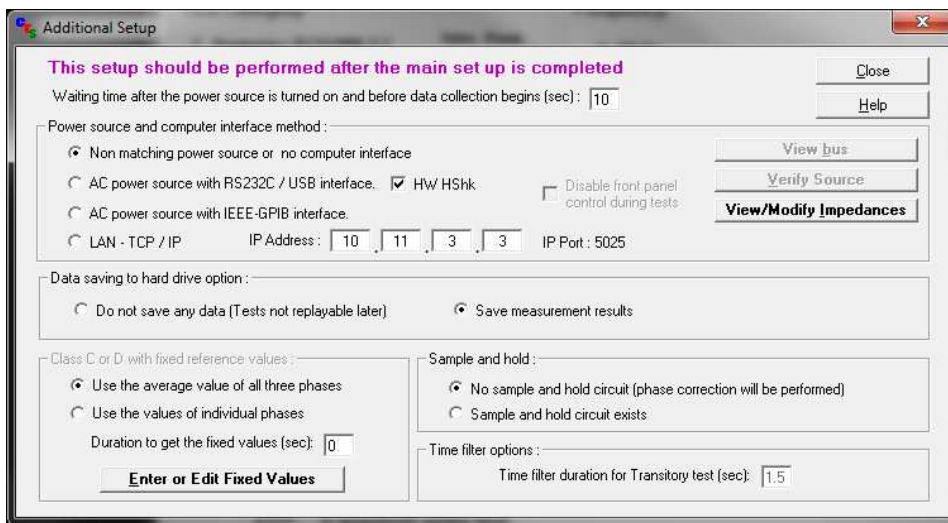 CTS Additional Setup
This setup should be performed after the main set up is completed
Waiting time after the power source is turned on and before data collection begins (sec) : 10
Close
Help
Power source and computer interface method :
Non matching power source or no computer interface
View bus
AC power source with RS232C / USB interface. HW HShk
Disable front panel
control during tests
Verify Source
AC power source with IEEE-GPIB interface.
View/Modify Impedances
LAN - TCP / IP IP Address : 10 . 11 . 3 . 3 IP Port : 5025
Data saving to hard drive option :
Do not save any data (Tests not replayable later) Save measurement results
Class C or D with fixed reference values :
Use the average value of all three phases
Use the values of individual phases
Duration to get the fixed values (sec): 0
Enter or Edit Fixed Values
Sample and hold :
No sample and hold circuit (phase correction will be performed)
Sample and hold circuit exists
Time filter options :
Time filter duration for Transitory test (sec): 1.5